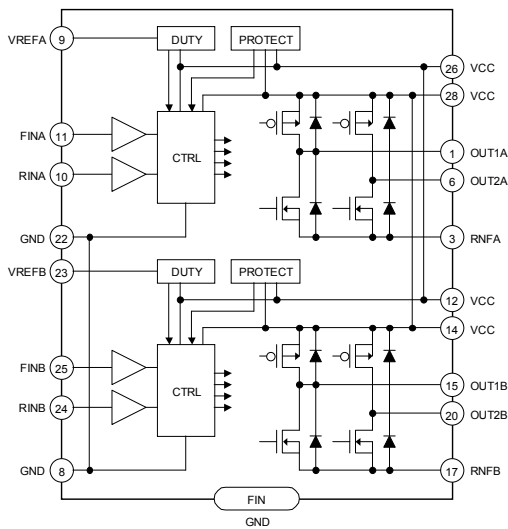 VREFA 9 DUTY PROTECT
26 VCC
28 VCC
FINA 11
CTRL
1 OUT1A
RINA 10
6 OUT2A
GND 22
3 RNFA
VREFB 23 DUTY PROTECT
12 VCC
14 VCC
FINB 25
CTRL
15 OUT1B
RINB 24
20 OUT2B
GND 8
17 RNFB
FIN
GND